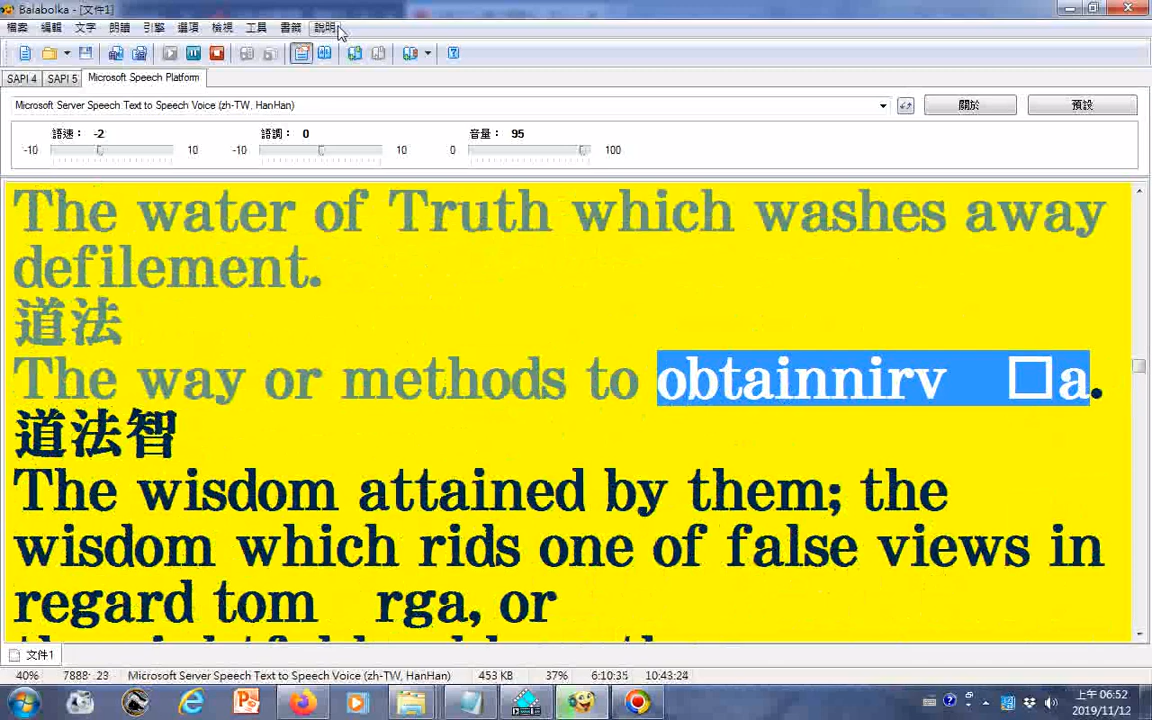 Balabolka - [文件1]
檔案 編輯 文字 朗讀 引擎 選項 檢視 工具 書籤 說明
SAPI 4 SAPI 5 Microsoft Speech Platform
Microsoft Server Speech Text to Speech Voice (zh-TW, HanHan) 關於 預設
語速： -2 語調： 0 音量： 95
-10 10 -10 10 0 100
The water of Truth which washes away
defilement.
道法
The way or methods to obtainnirv □a.
道法智
The wisdom attained by them; the
wisdom which rids one of false views in
regard tom rga, or
文件1
40% 7888: 23 Microsoft Server Speech Text to Speech Voice (zh-TW, HanHan) 453 KB 37% 6:10:35 10:43:24
上午 06:52
2019/11/12